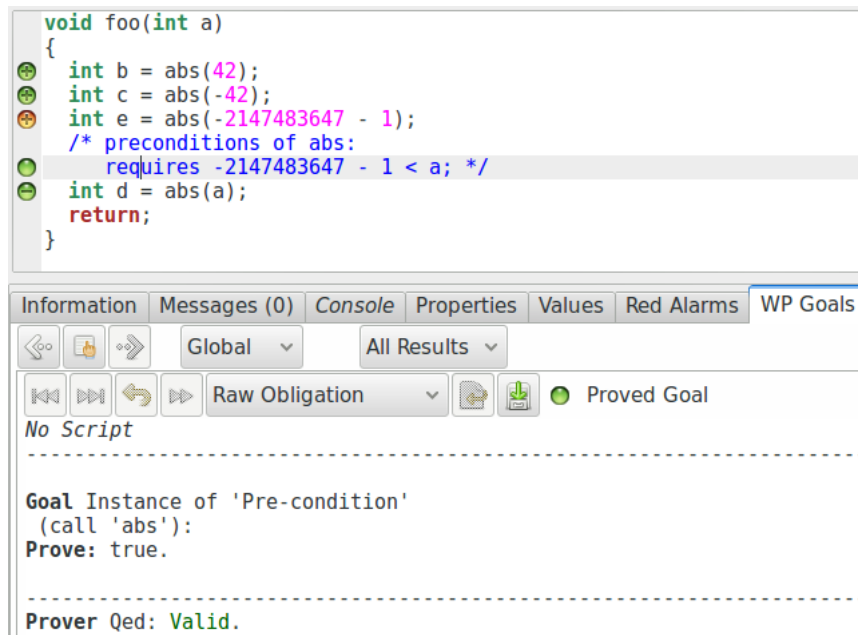 void foo(int a)
{
int b = abs(42);
int c = abs(-42);
int e = abs(-2147483647 - 1);
/* preconditions of abs:
requires -2147483647 - 1 < a; */
int d = abs(a);
return;
}
Information Messages (0) Console Properties Values Red Alarms WP Goals
Global All Results
Raw Obligation Proved Goal
No Script
--------------------------------------------------------------------------------
Goal Instance of 'Pre-condition'
(call 'abs'):
Prove: true.
--------------------------------------------------------------------------------
Prover Qed: Valid.